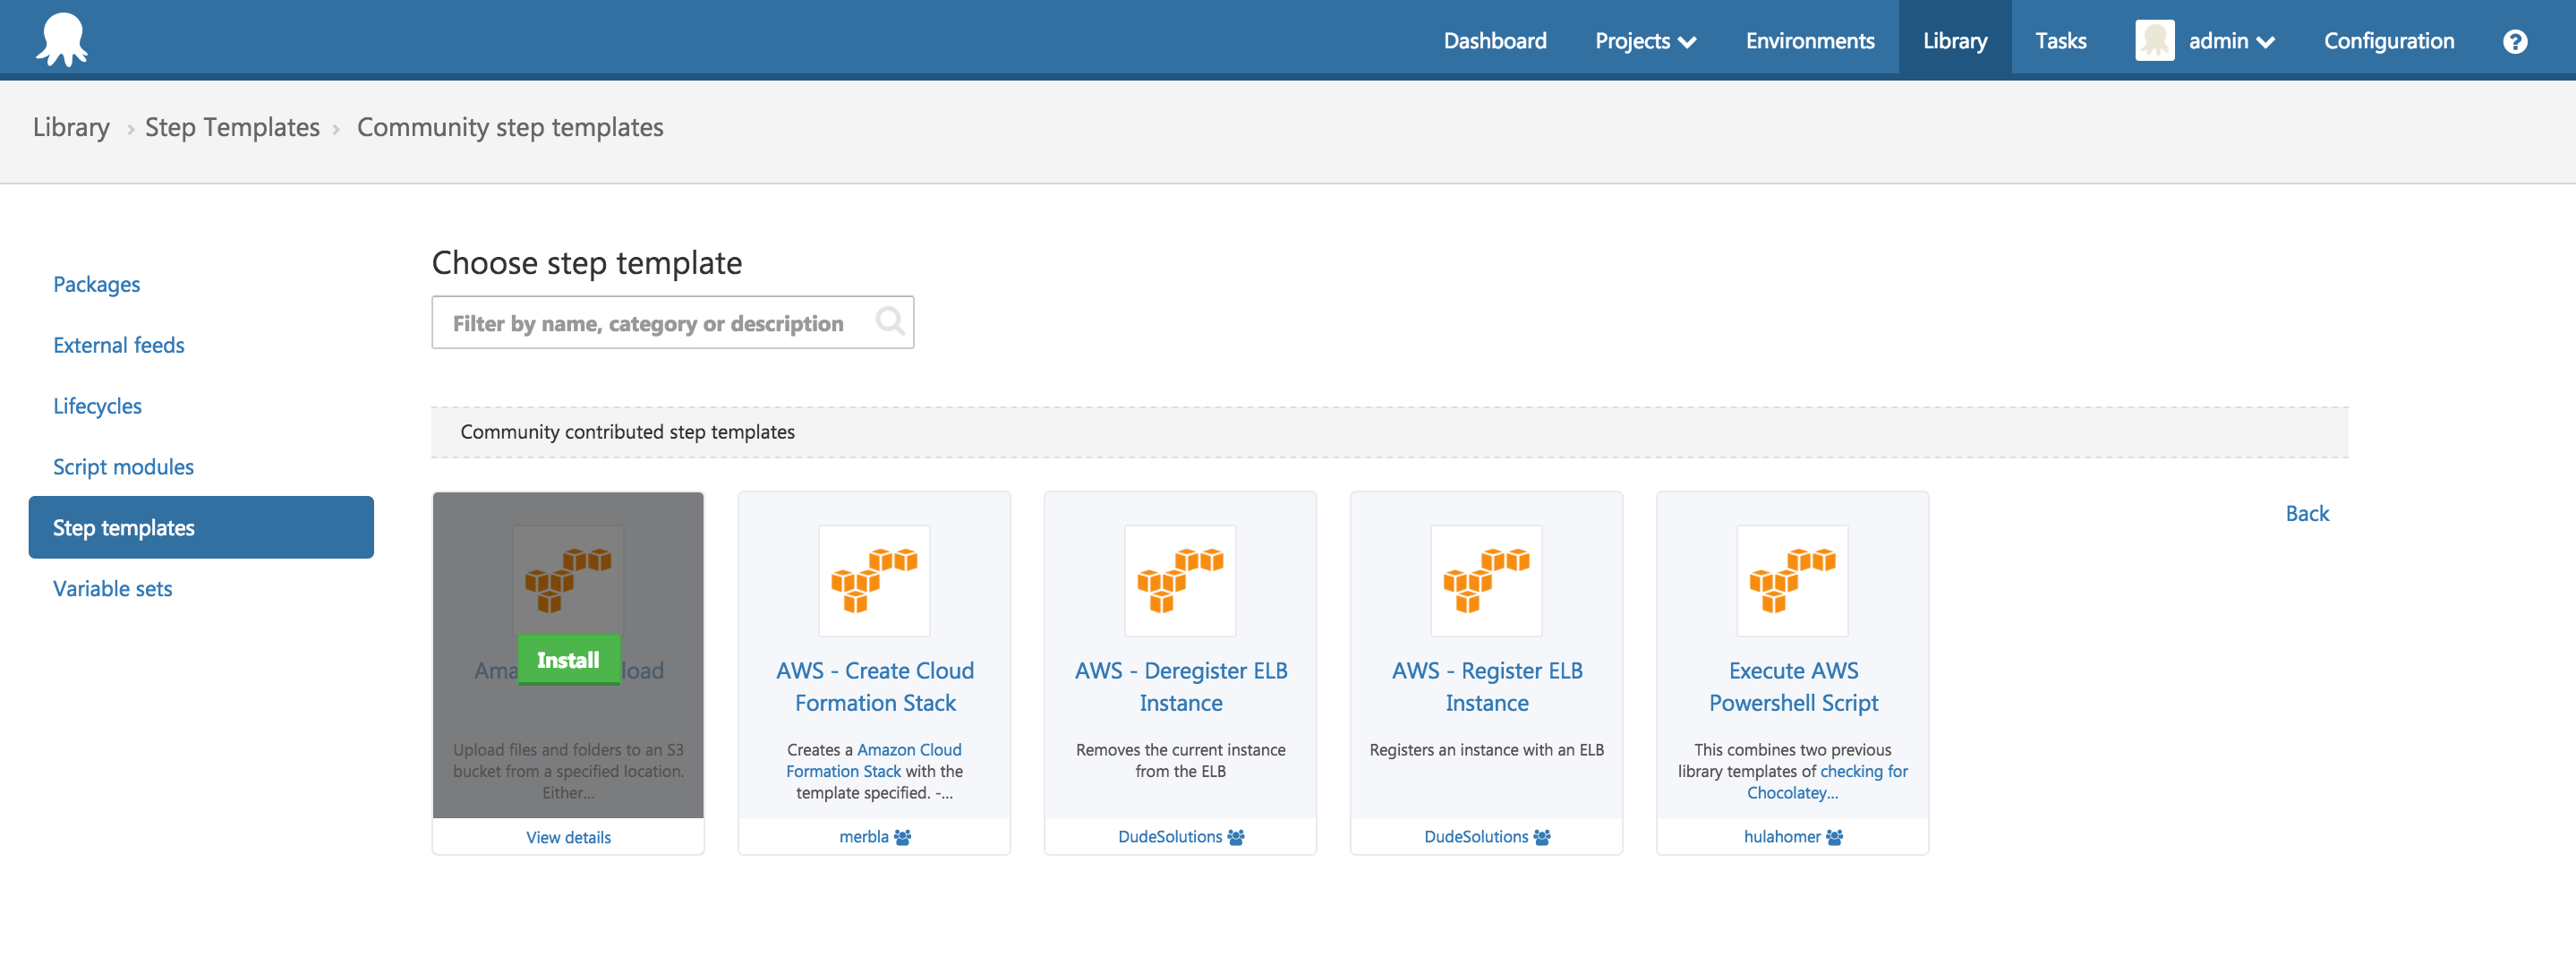 Dashboard Projects Environments Library Tasks admin Configuration ?
Library › Step Templates › Community step templates
Packages
External feeds
Lifecycles
Script modules
Step templates
Variable sets
Choose step template
Filter by name, category or description
Community contributed step templates
Back
Install
Upload files and folders to an S3
bucket from a specified location.
Either...
View details
AWS - Create Cloud
Formation Stack
Creates a Amazon Cloud
Formation Stack with the
template specified. -...
merbla
AWS - Deregister ELB
Instance
Removes the current instance
from the ELB
DudeSolutions
AWS - Register ELB
Instance
Registers an instance with an ELB
DudeSolutions
Execute AWS
Powershell Script
This combines two previous
library templates of checking for
Chocolatey...
hulahomer